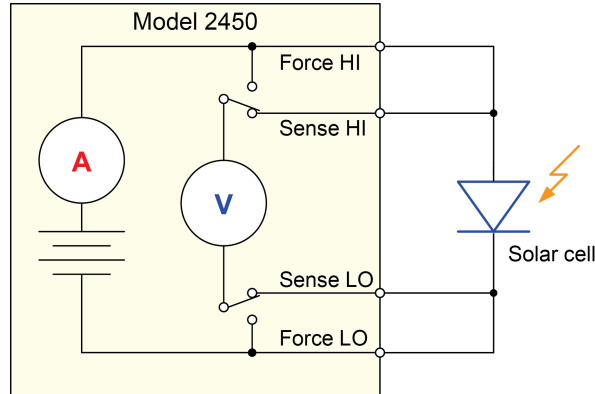 Model 2450
Force HI
Sense HI
A
V
Solar cell
Sense LO
Force LO